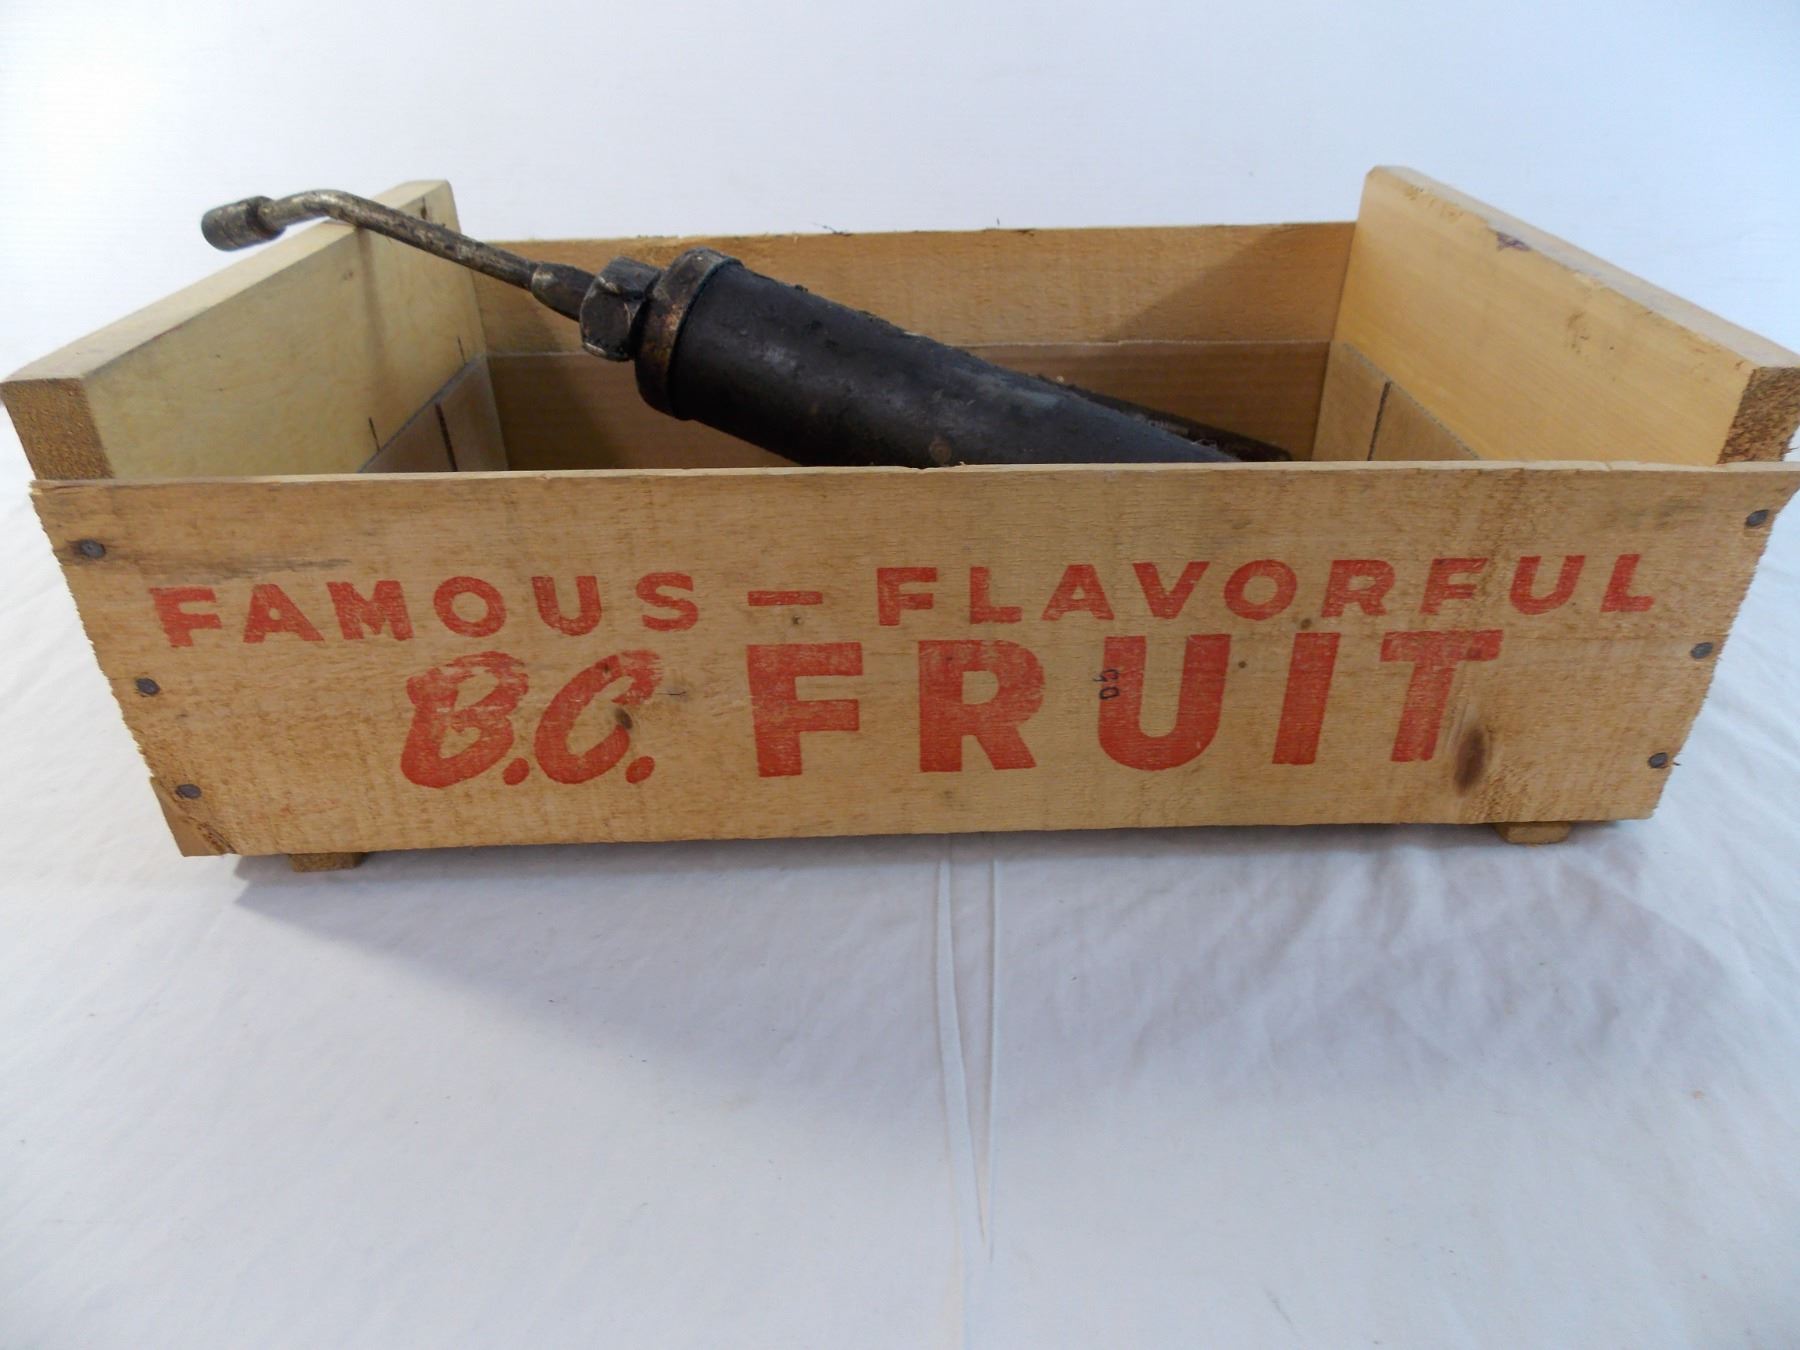 FAMOUS — FLAVORFUL
B.C. FRUIT